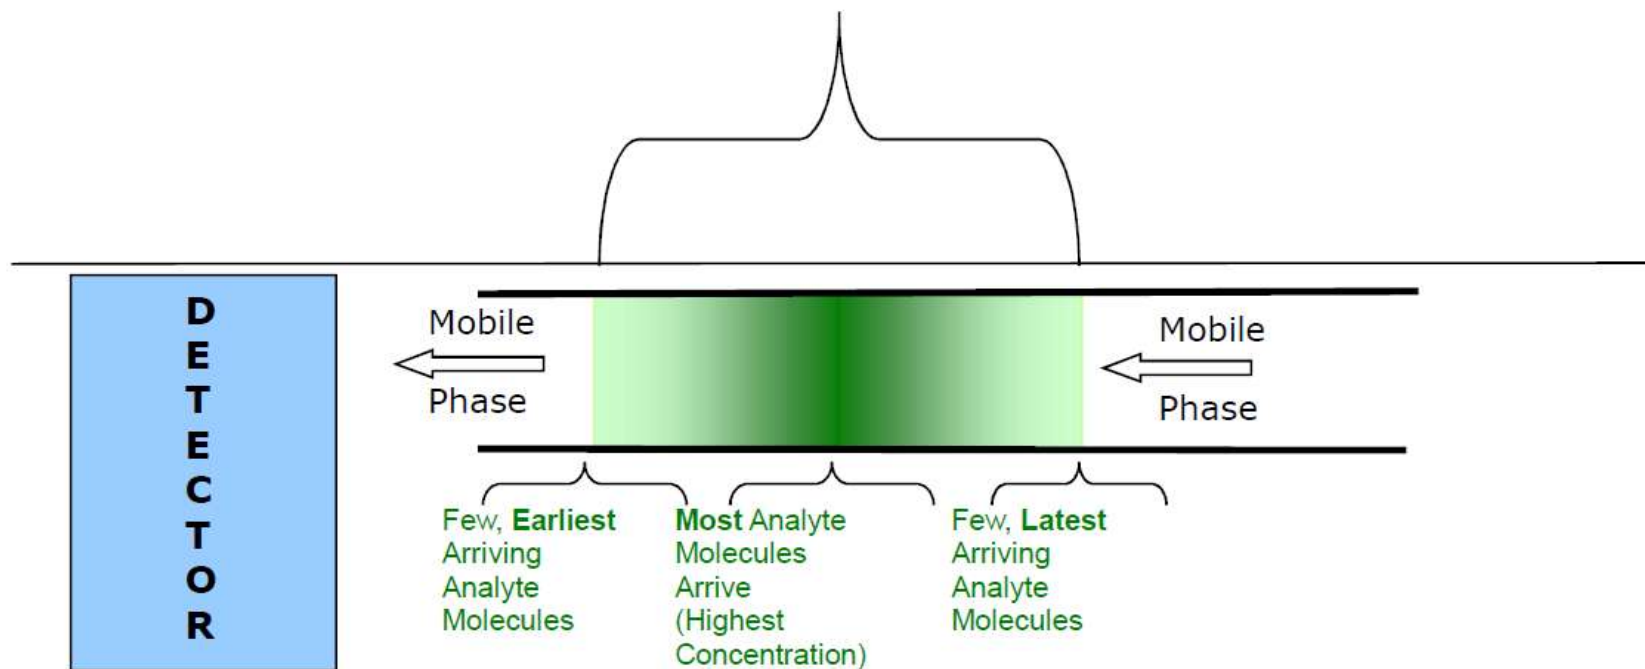 D
E
T
E
C
T
O
R
Mobile
Phase
Mobile
Phase
Few, Earliest
Arriving
Analyte
Molecules
Most Analyte
Molecules
Arrive
(Highest
Concentration)
Few, Latest
Arriving
Analyte
Molecules